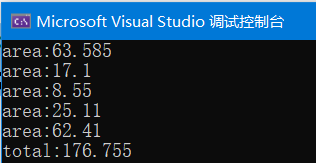 Microsoft Visual Studio 调试控制台
area:63.585
area:17.1
area:8.55
area:25.11
area:62.41
total:176.755